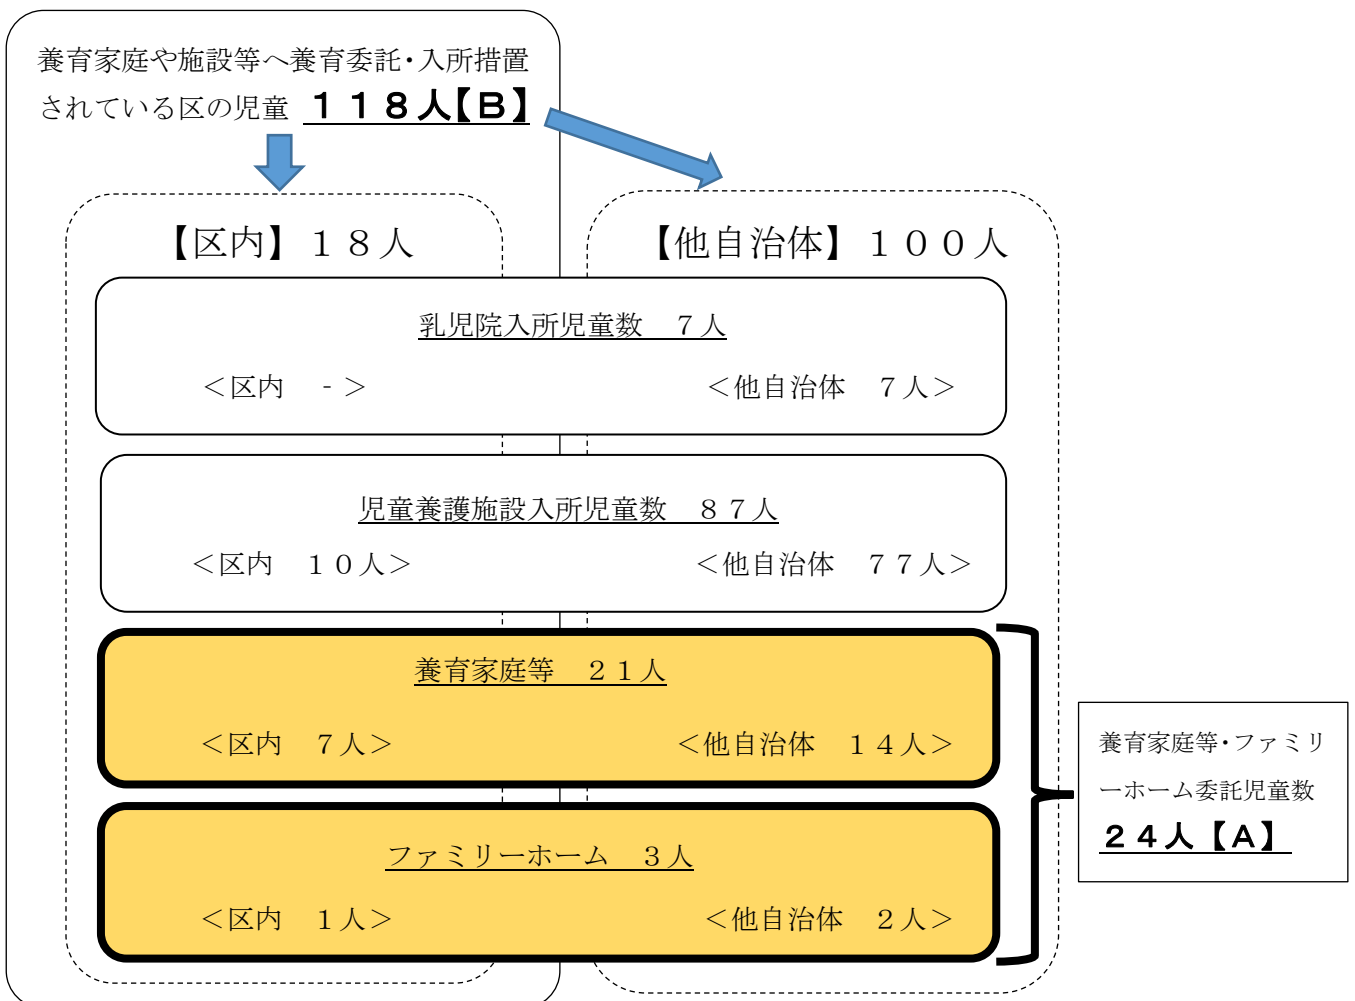 養育家庭や施設等へ養育委託・入所措置
されている区の児童 １１８人【Ｂ】
【区内】１８人
【他自治体】１００人
乳児院入所児童数　７人
＜区内　-＞
＜他自治体　７人＞
児童養護施設入所児童数　８７人
＜区内　１０人＞
＜他自治体　７７人＞
養育家庭等　２１人
＜区内　７人＞
＜他自治体　１４人＞
ファミリーホーム　３人
＜区内　１人＞
＜他自治体　２人＞
養育家庭等・ファミリ
ーホーム委託児童数
２４人【Ａ】